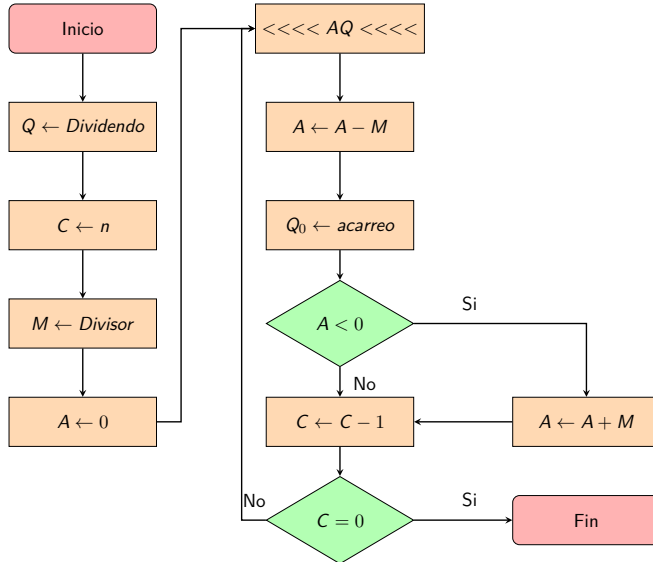 Inicio
Q ← Dividendo
C ← n
M ← Divisor
A ← 0
<<<< AQ <<<<
A ← A − M
Q₀ ← acarreo
A < 0
Si
No
C ← C − 1
A ← A + M
C = 0
No
Si
Fin